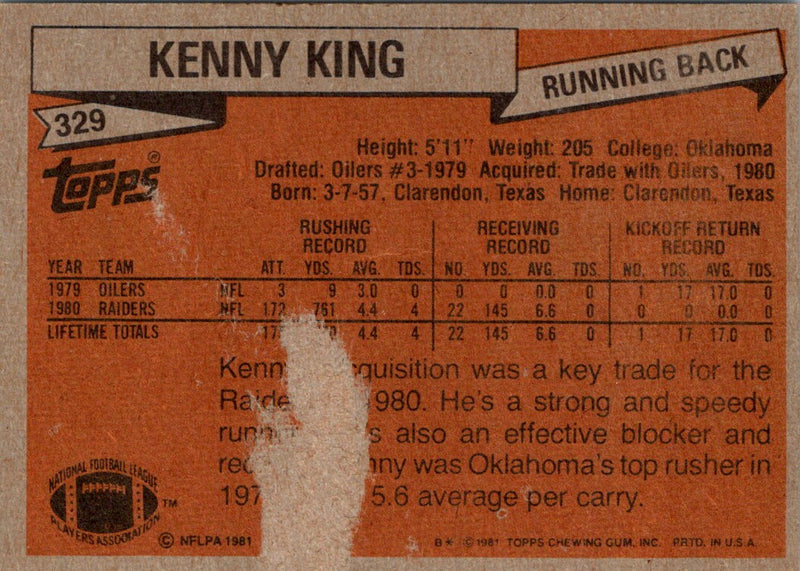 KENNY KING
RUNNING BACK
329
Topps®
Height: 5'11" Weight: 205 College: Oklahoma
Drafted: Oilers #3-1979 Acquired: Trade with Oilers, 1980
Born: 3-7-57, Clarendon, Texas Home: Clarendon, Texas
RUSHING RECORD RECEIVING RECORD KICKOFF RETURN RECORD
YEAR TEAM ATT. YDS. AVG. TDS. NO. YDS. AVG. TDS. NO. YDS. AVG. TDS.
1979 OILERS NFL 3 9 3.0 0 0 0 0.0 0 1 17 17.0 0
1980 RAIDERS NFL 172 761 4.4 4 22 145 6.6 0 0 0 0.0 0
LIFETIME TOTALS 4.4 4 22 145 6.6 0 1 17 17.0 0
Kenny acquisition was a key trade for the
980. He's a strong and speedy
also an effective blocker and
was Oklahoma's top rusher in
5.6 average per carry.
NATIONAL FOOTBALL LEAGUE
PLAYERS ASSOCIATION
TM
© NFLPA 1981
B* © 1981 TOPPS CHEWING GUM, INC. PRTD. IN U.S.A.